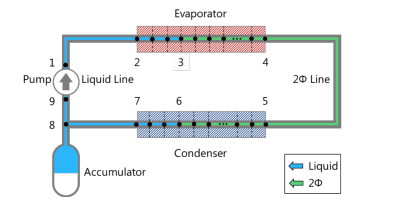 Evaporator
1
2
3
4
Pump
Liquid Line
2Φ Line
9
7
6
5
8
...
Condenser
Accumulator
Liquid
2Φ